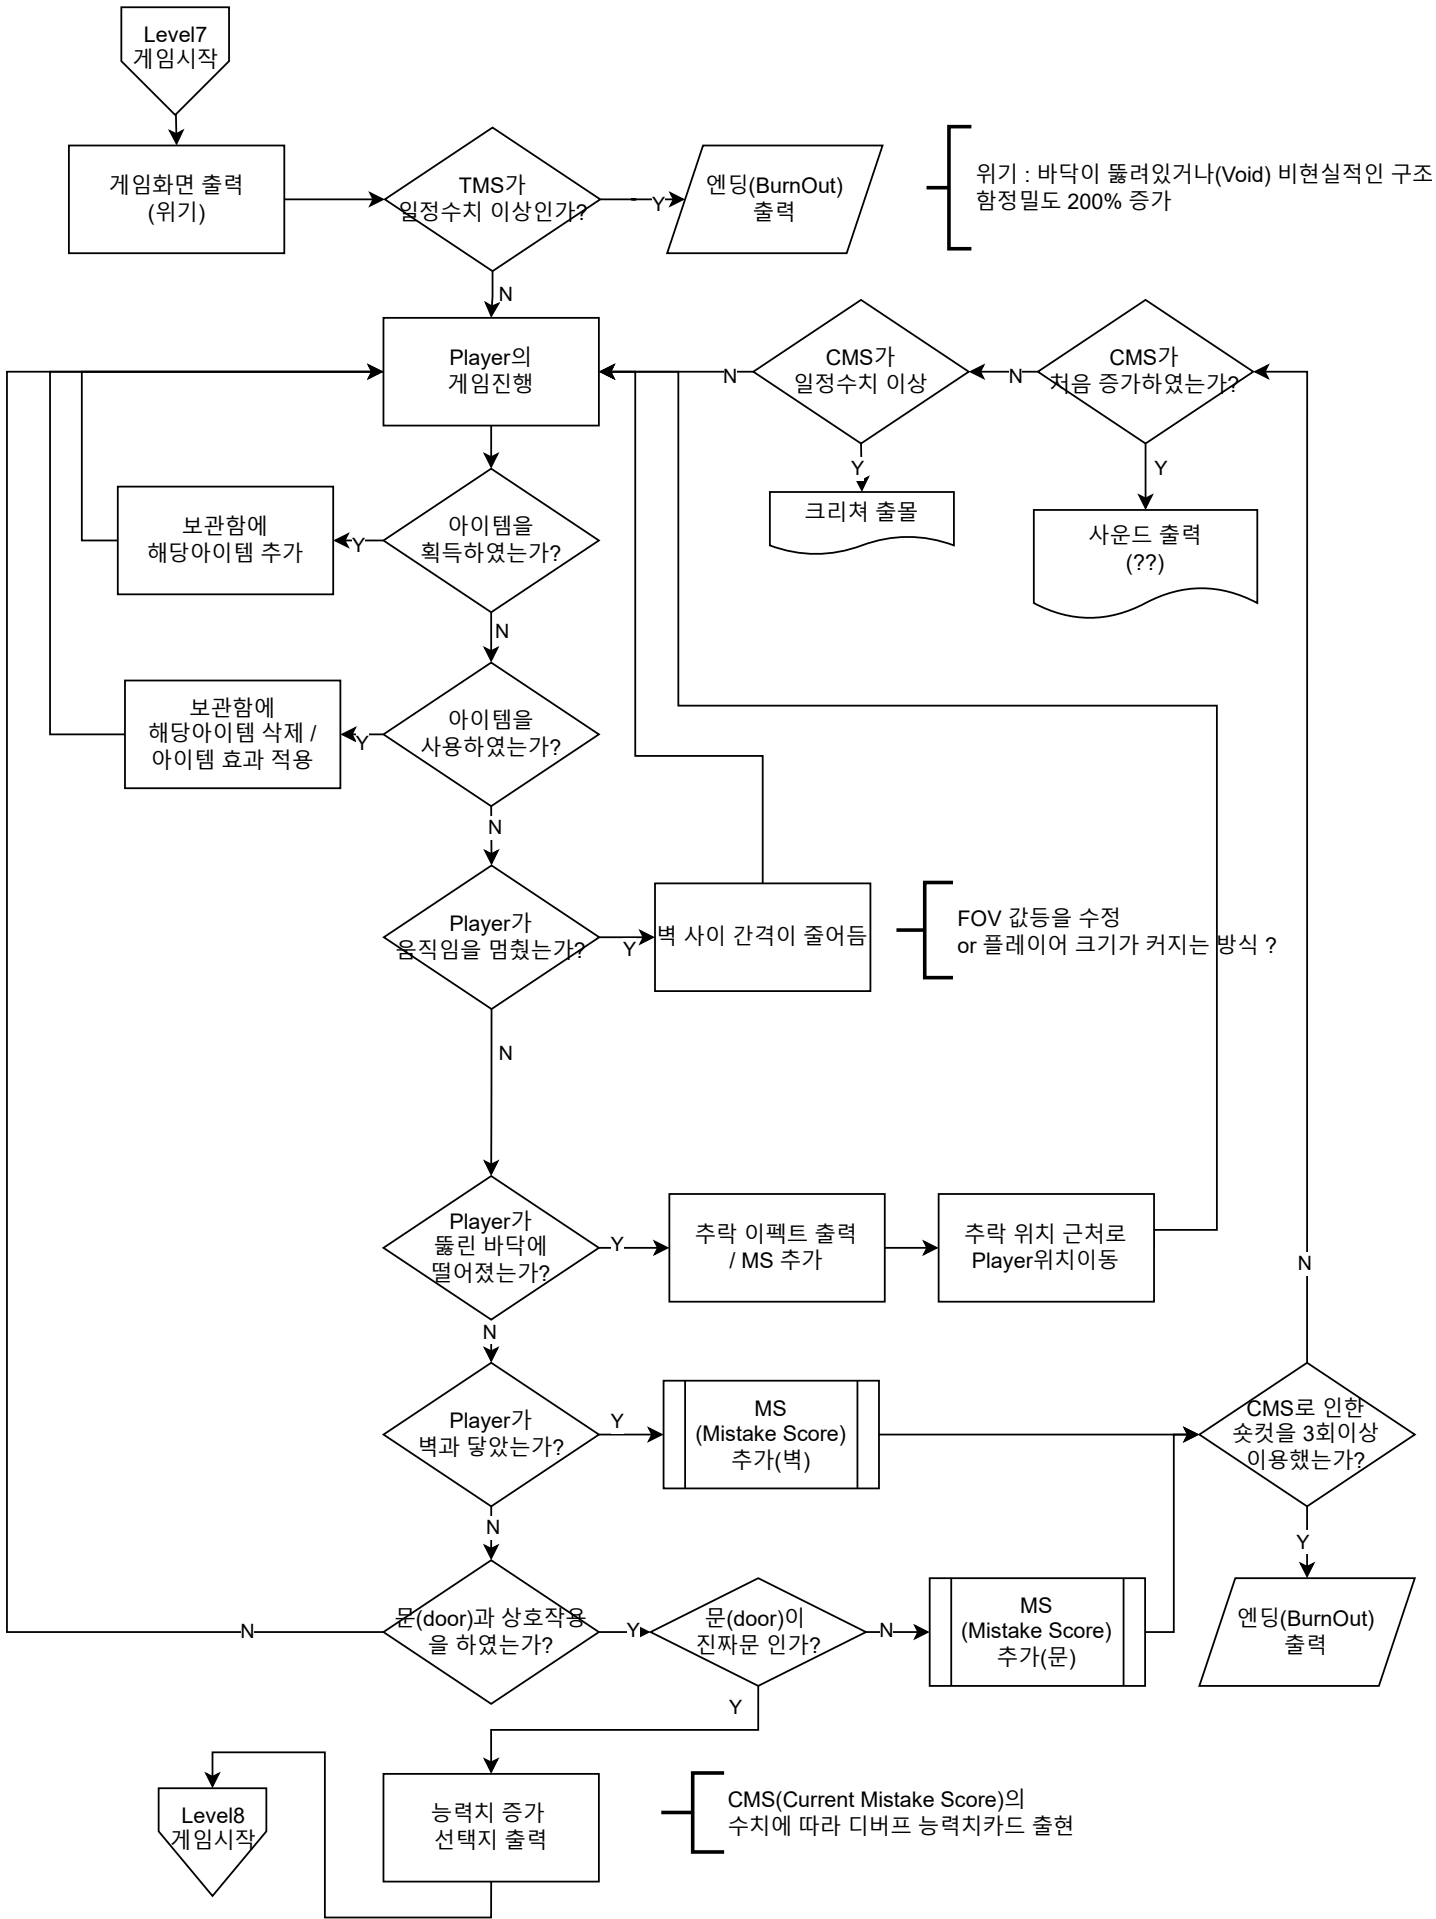 Level7
게임시작
게임화면 출력
(위기)
TMS가
일정수치 이상인가?
Y
엔딩(BurnOut)
출력
위기 : 바닥이 뚫려있거나(Void) 비현실적인 구조
함정밀도 200% 증가
N
Player의
게임진행
N
CMS가
일정수치 이상
N
CMS가
처음 증가하였는가?
Y
크리쳐 출몰
Y
사운드 출력
(??)
보관함에
해당아이템 추가
Y
아이템을
획득하였는가?
N
보관함에
해당아이템 삭제 /
아이템 효과 적용
Y
아이템을
사용하였는가?
N
Player가
움직임을 멈췄는가?
Y
벽 사이 간격이 줄어듬
FOV 값등을 수정
or 플레이어 크기가 커지는 방식 ?
N
Player가
뚫린 바닥에
떨어졌는가?
Y
추락 이펙트 출력
/ MS 추가
추락 위치 근처로
Player위치이동
N
N
Player가
벽과 닿았는가?
Y
MS
(Mistake Score)
추가(벽)
CMS로 인한
숏컷을 3회이상
이용했는가?
N
Y
N
문(door)과 상호작용
을 하였는가?
Y
문(door)이
진짜문 인가?
N
MS
(Mistake Score)
추가(문)
엔딩(BurnOut)
출력
Y
Level8
게임시작
능력치 증가
선택지 출력
CMS(Current Mistake Score)의
수치에 따라 디버프 능력치카드 출현